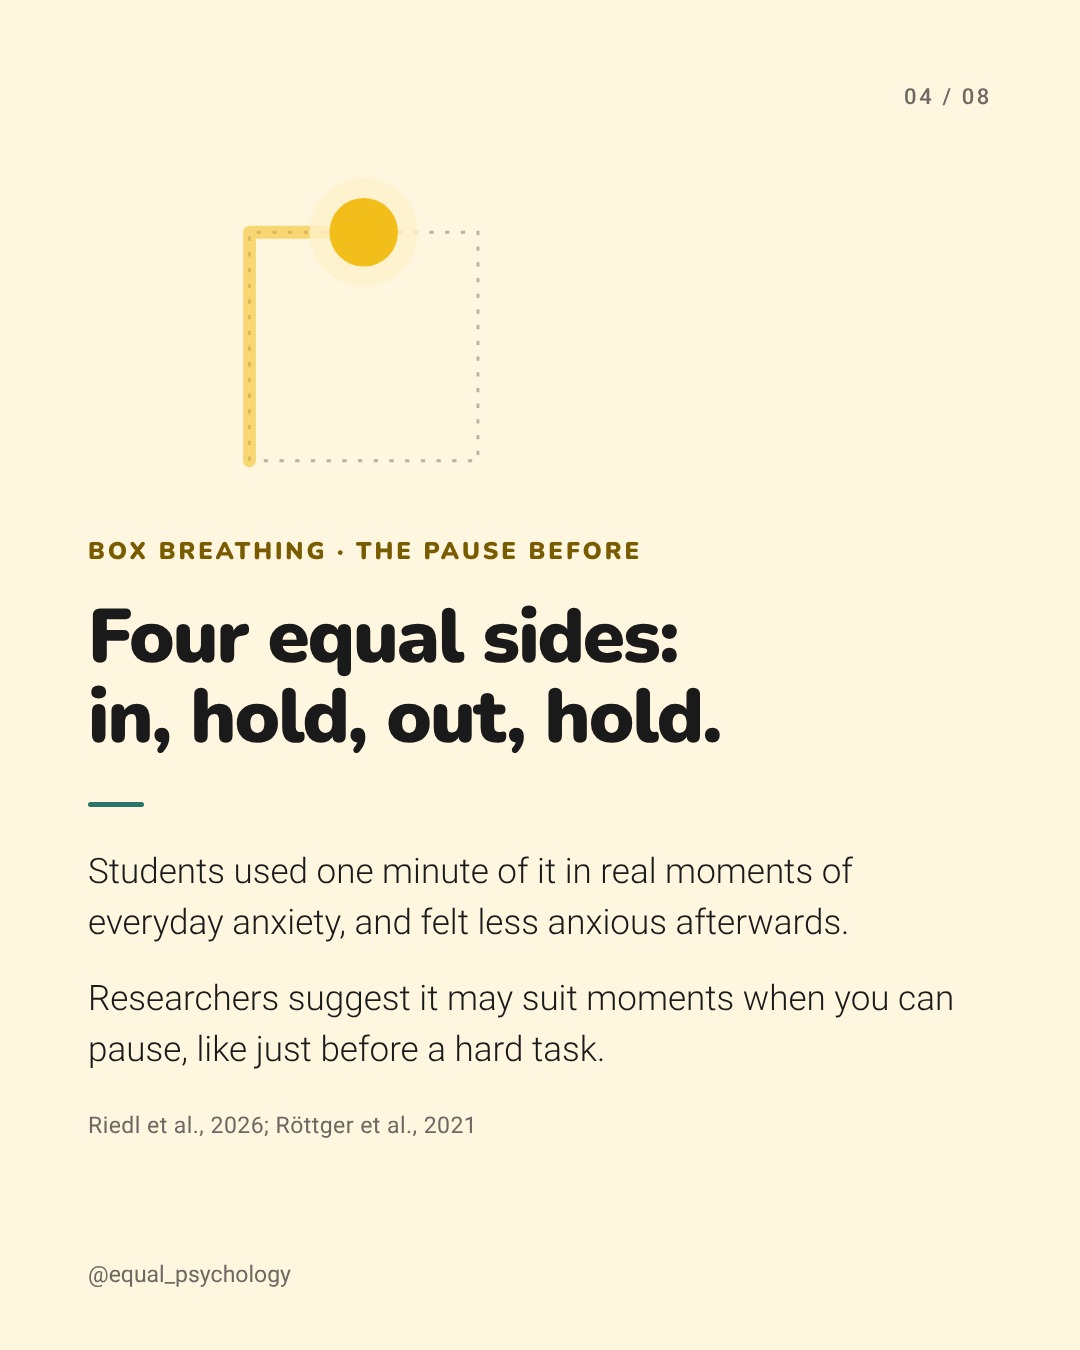 04 / 08
BOX BREATHING · THE PAUSE BEFORE
Four equal sides:
in, hold, out, hold.
Students used one minute of it in real moments of
everyday anxiety, and felt less anxious afterwards.
Researchers suggest it may suit moments when you can
pause, like just before a hard task.
Riedl et al., 2026; Röttger et al., 2021
@equal_psychology